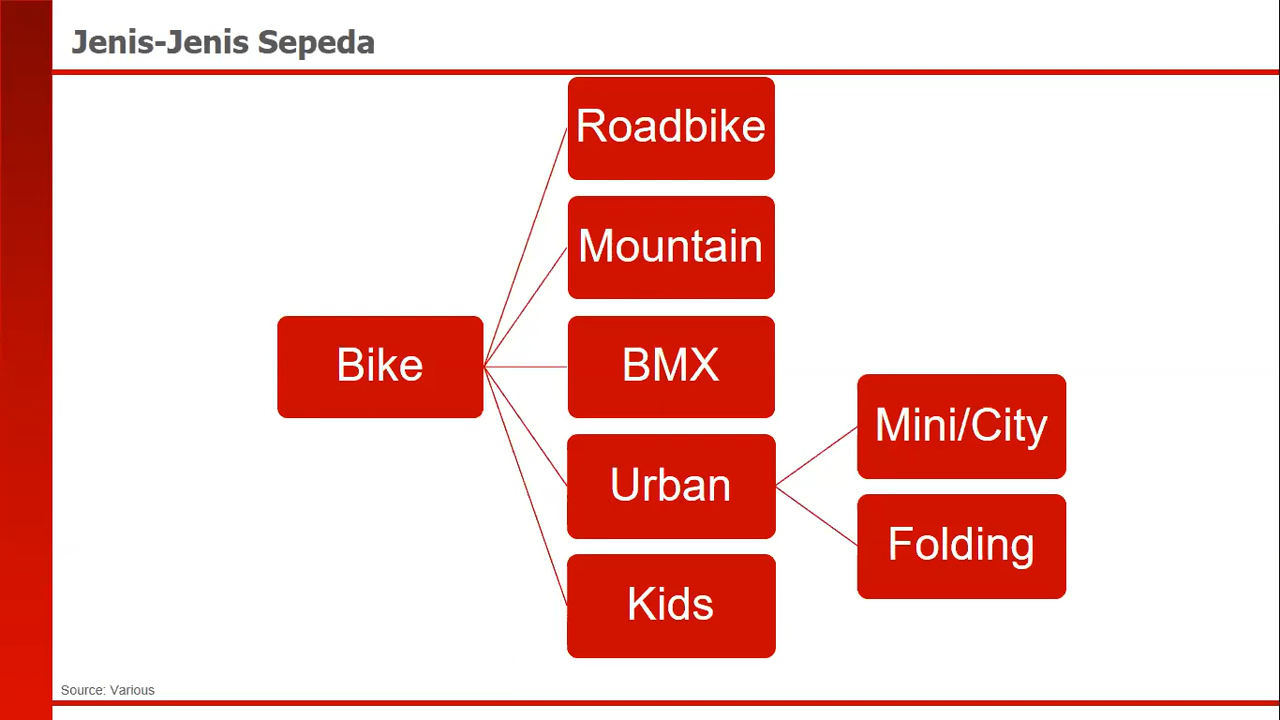 Jenis-Jenis Sepeda
Roadbike
Mountain
Bike
BMX
Urban
Mini/City
Folding
Kids
Source: Various